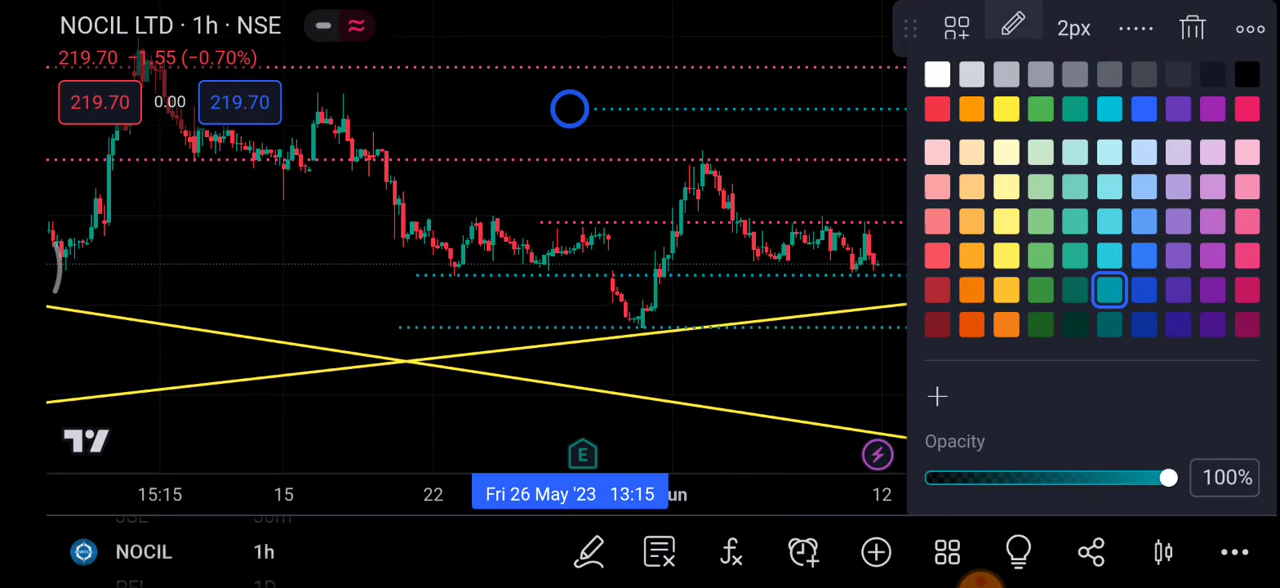 NOCIL LTD · 1h · NSE
219.70 −1.55 (−0.70%)
219.70 0.00 219.70
2px
E
15:15 15 22 Fri 26 May '23 13:15 un 12
Opacity
100%
NOCIL 1h